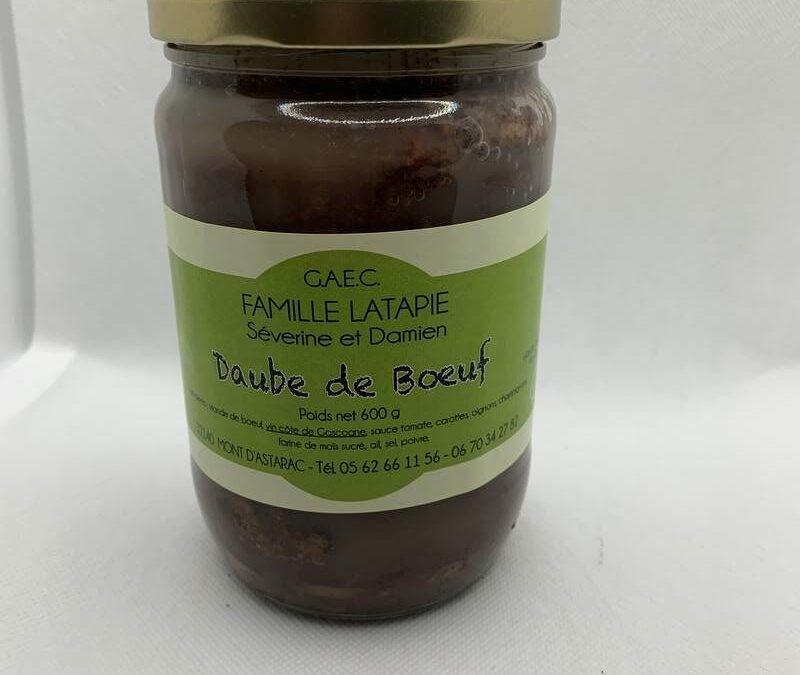 G.A.E.C.
FAMILLE LATAPIE
Séverine et Damien
Daube de Boeuf
Poids net 600 g
viande de boeuf, vin côte de Gascogne, sauce tomate, carottes, oignons, champignons,
farine de maïs sucré, ail, sel, poivre.
MONT D'ASTARAC - Tél. 05 62 66 11 56 - 06 70 34 27 82